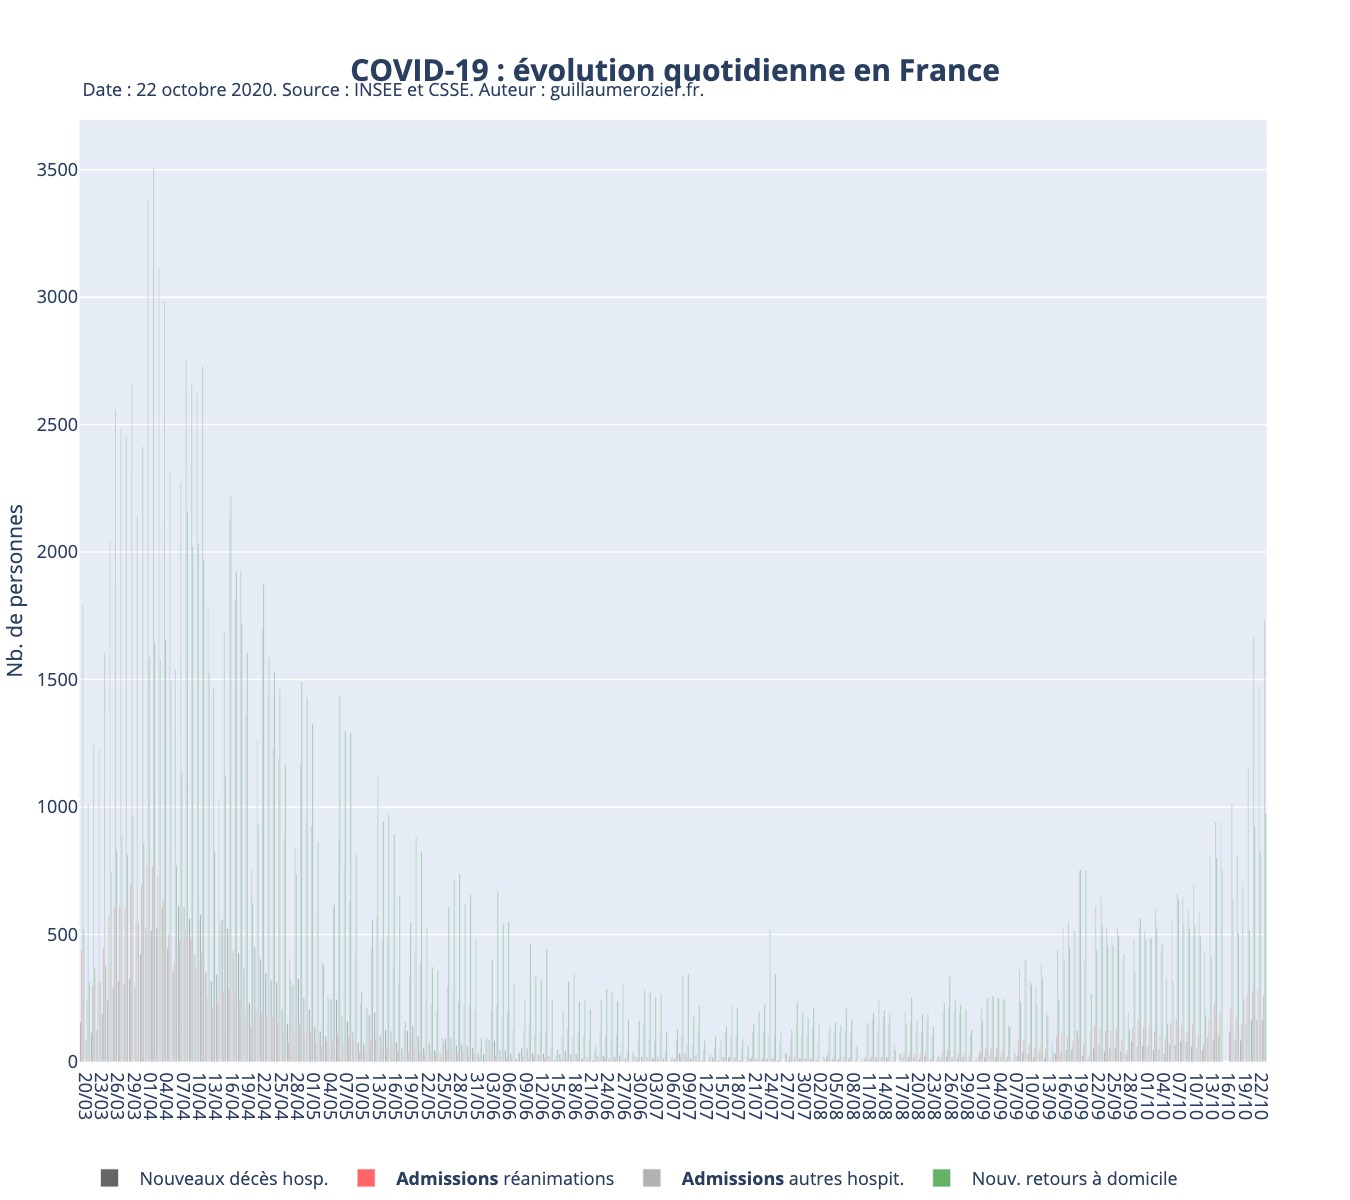 COVID-19 : évolution quotidienne en France
Date : 22 octobre 2020. Source : INSEE et CSSE. Auteur : guillaumerozier.fr.
Nb. de personnes
3500
3000
2500
2000
1500
1000
500
0
20/03 23/03 26/03 29/03 01/04 04/04 07/04 10/04 13/04 16/04 19/04 22/04 25/04 28/04 01/05 04/05 07/05 10/05 13/05 16/05 19/05 22/05 25/05 28/05 31/05 03/06 06/06 09/06 12/06 15/06 18/06 21/06 24/06 27/06 30/06 03/07 06/07 09/07 12/07 15/07 18/07 21/07 24/07 27/07 30/07 02/08 05/08 08/08 11/08 14/08 17/08 20/08 23/08 26/08 29/08 01/09 04/09 07/09 10/09 13/09 16/09 19/09 22/09 25/09 28/09 01/10 04/10 07/10 10/10 13/10 16/10 19/10 22/10
Nouveaux décès hosp. Admissions réanimations Admissions autres hospit. Nouv. retours à domicile